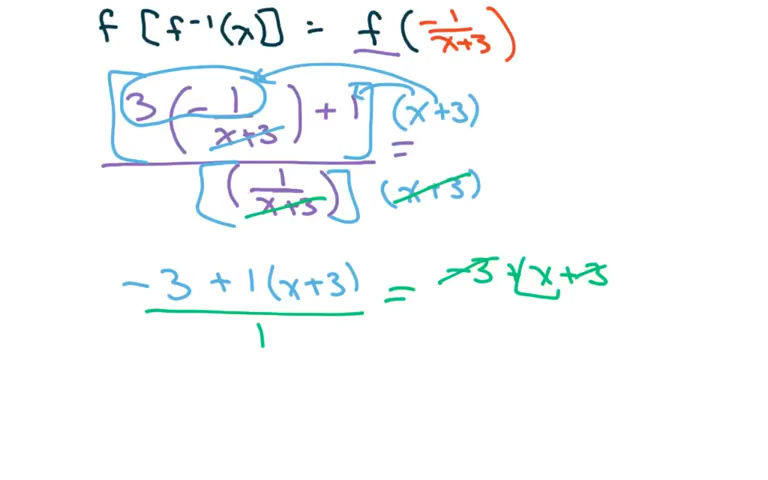 f [f⁻¹(x)] = f (-1/(x+3))
[3 (-1/(x+3)) + 1] (x+3) =
[(1/(x+3))] (x+3)
-3 + 1(x+3) = -3 + x + 3
1